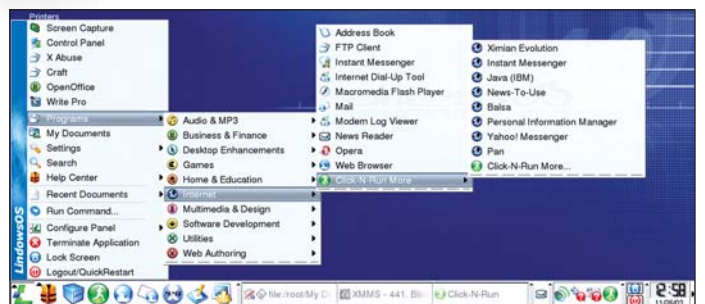 Printers
Screen Capture
Control Panel
X Abuse
Craft
OpenOffice
Write Pro
Programs
My Documents
Settings
Search
Help Center
Recent Documents
Run Command...
Configure Panel
Terminate Application
Lock Screen
Logout/QuickRestart
LindowsOS
Audio & MP3
Business & Finance
Desktop Enhancements
Games
Home & Education
Internet
Multimedia & Design
Software Development
Utilities
Web Authoring
Address Book
FTP Client
Instant Messenger
Internet Dial-Up Tool
Macromedia Flash Player
Mail
Modem Log Viewer
News Reader
Opera
Web Browser
Click-N-Run More
Ximian Evolution
Instant Messenger
Java (IBM)
News-To-Use
Balsa
Personal Information Manager
Yahoo! Messenger
Pan
Click-N-Run More...
file:/root/My D
XMMS - 441. Bli
Click-N-Run
2:58